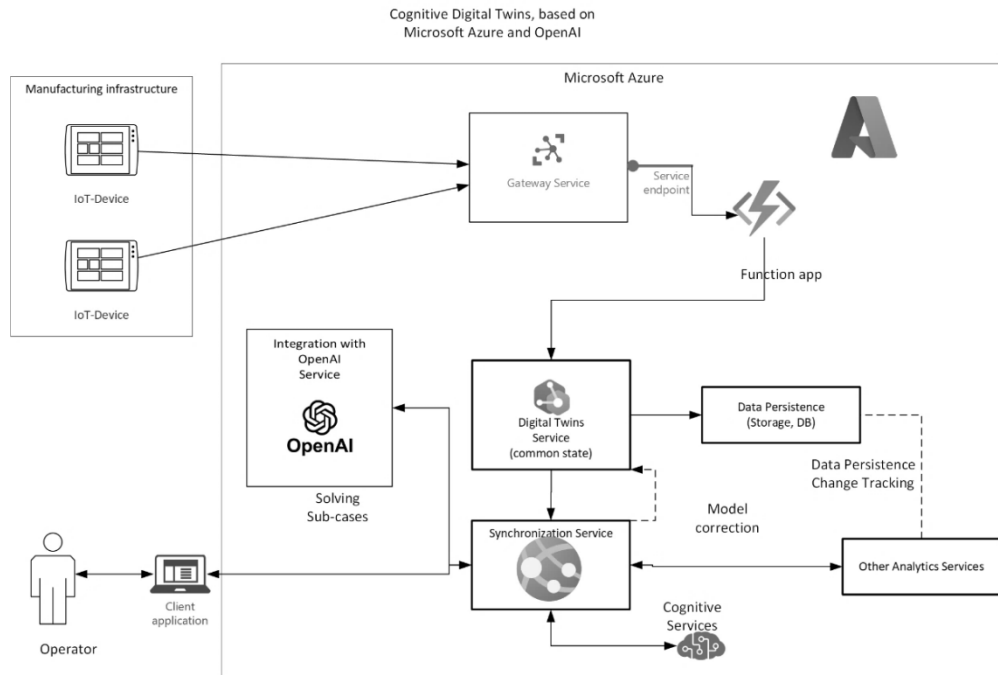 Cognitive Digital Twins, based on
Microsoft Azure and OpenAI
Microsoft Azure
Manufacturing infrastructure
IoT-Device
IoT-Device
Gateway Service
Service
endpoint
Function app
Integration with
OpenAI
Service
OpenAI
Solving
Sub-cases
Digital Twins
Service
(common state)
Data Persistence
(Storage, DB)
Data Persistence
Change Tracking
Model
correction
Synchronization Service
Other Analytics Services
Cognitive
Services
Client
application
Operator